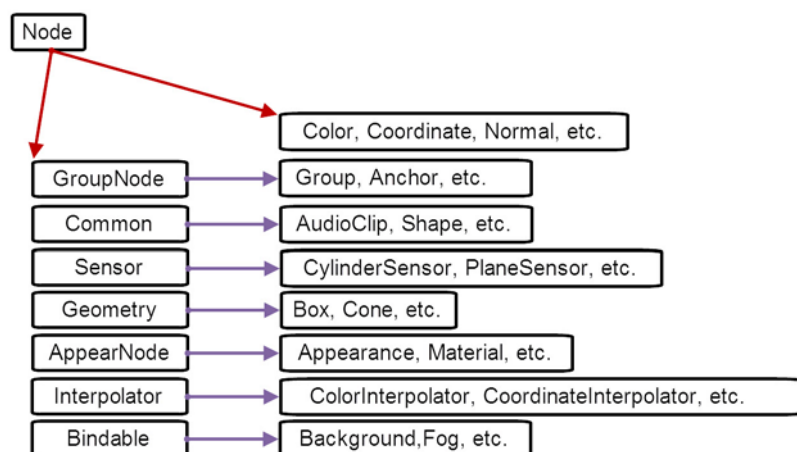 Node
Color, Coordinate, Normal, etc.
GroupNode
Group, Anchor, etc.
Common
AudioClip, Shape, etc.
Sensor
CylinderSensor, PlaneSensor, etc.
Geometry
Box, Cone, etc.
AppearNode
Appearance, Material, etc.
Interpolator
ColorInterpolator, CoordinateInterpolator, etc.
Bindable
Background,Fog, etc.